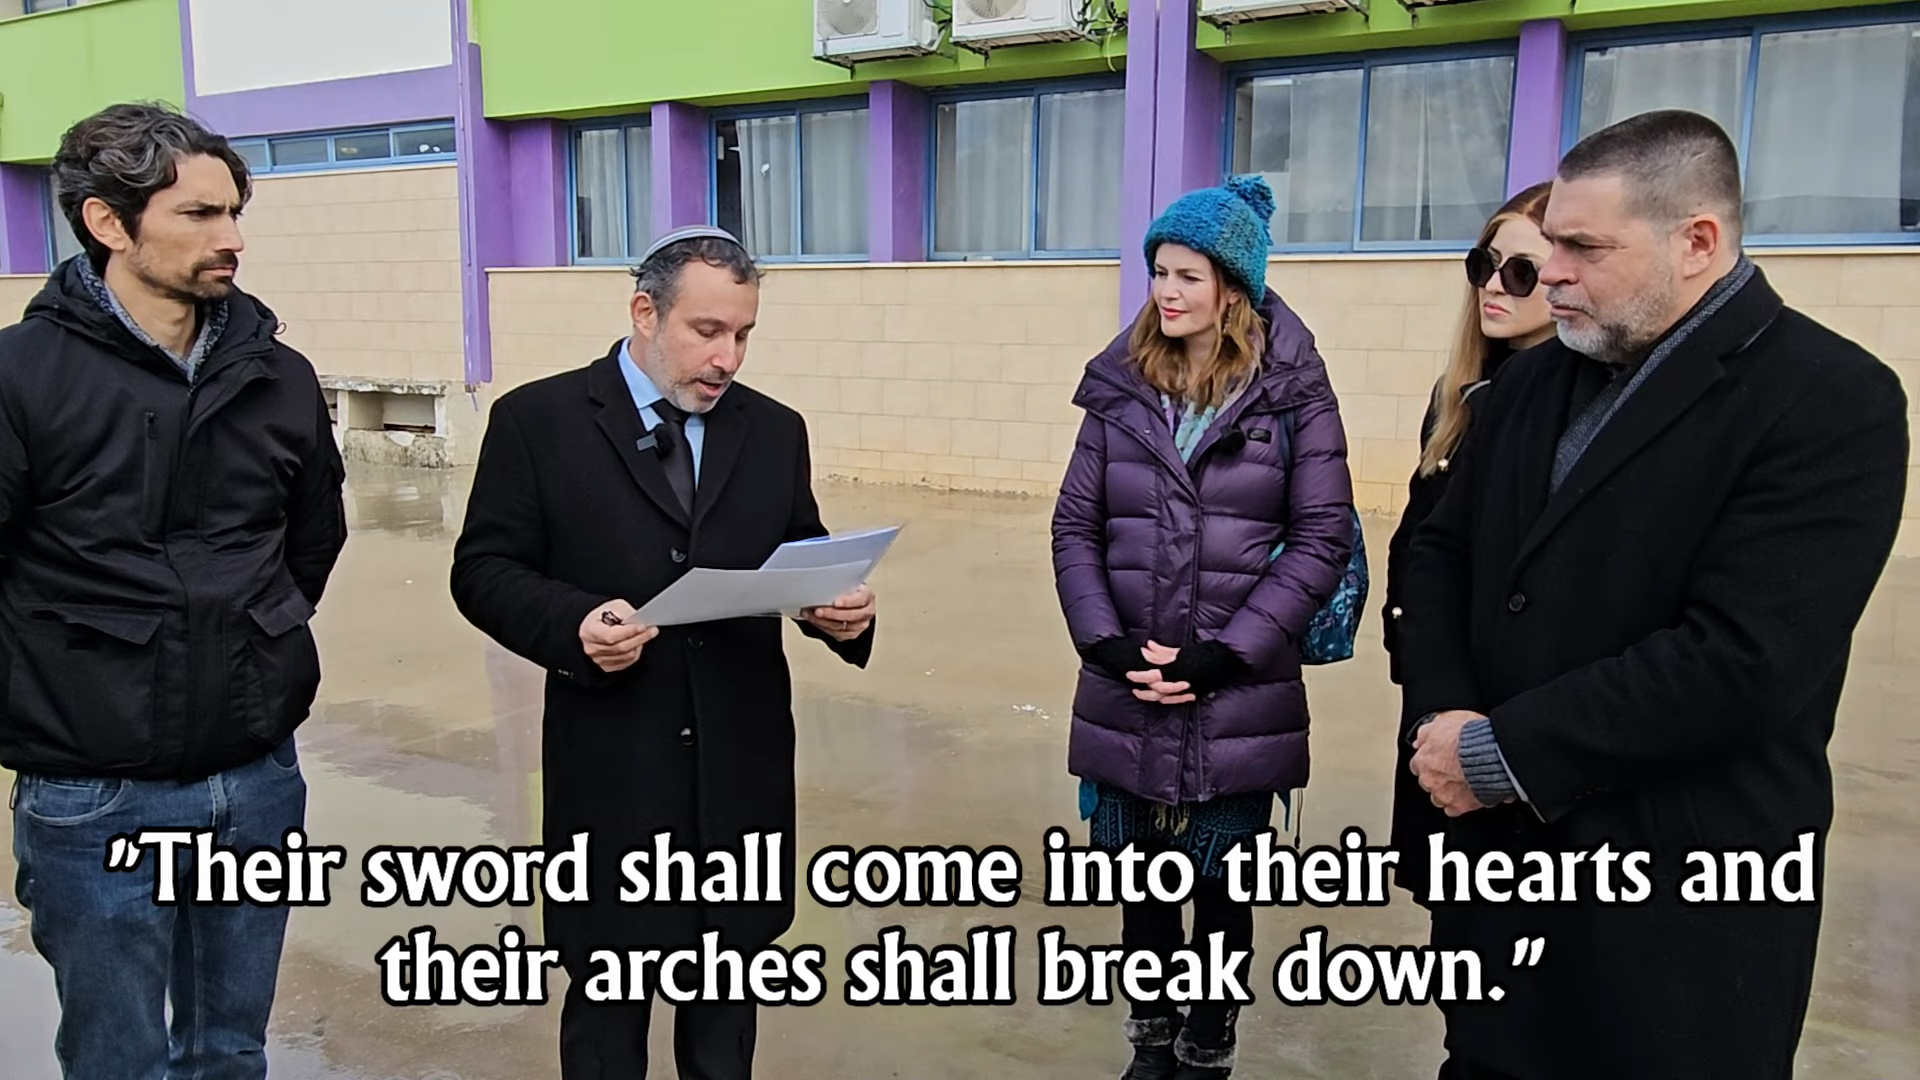 "Their sword shall come into their hearts and
their arches shall break down."